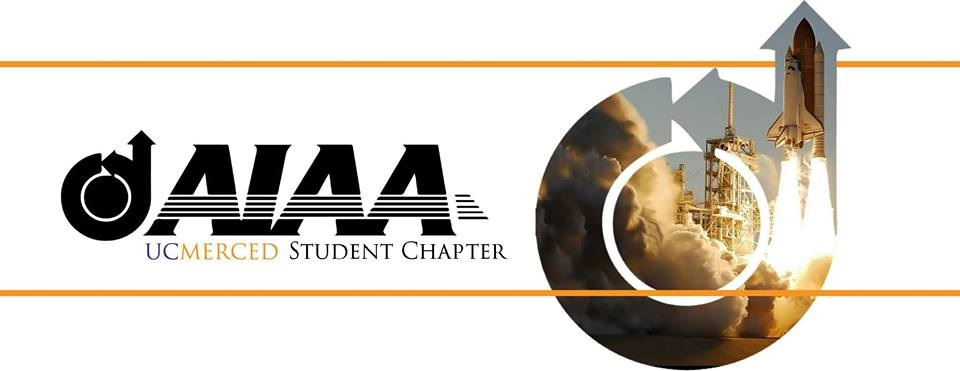 AIAA
UCMERCED STUDENT CHAPTER